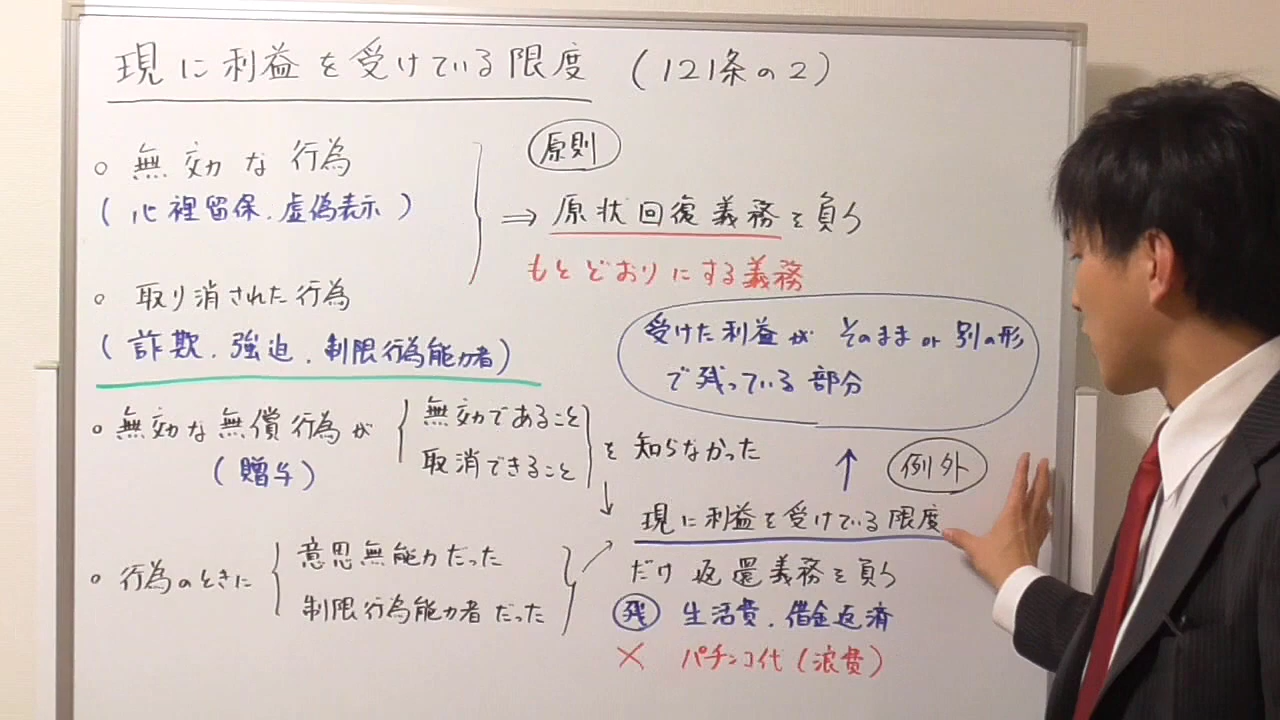 現に利益を受けている限度 (121条の2)
○ 無効な行為
(心裡留保.虚偽表示)
○ 取り消された行為
(詐欺.強迫.制限行為能力者)
原則
⇒ 原状回復義務を負う
もとどおりにする義務
受けた利益が そのまま or 別の形
で残っている部分
○ 無効な無償行為が
(贈与)
無効であること
取消できること
を知らなかった
例外
○ 行為のときに
意思無能力だった
制限行為能力者だった
現に利益を受けている限度
だけ 返還義務を負う
残 生活費.借金返済
× パチンコ代(浪費)